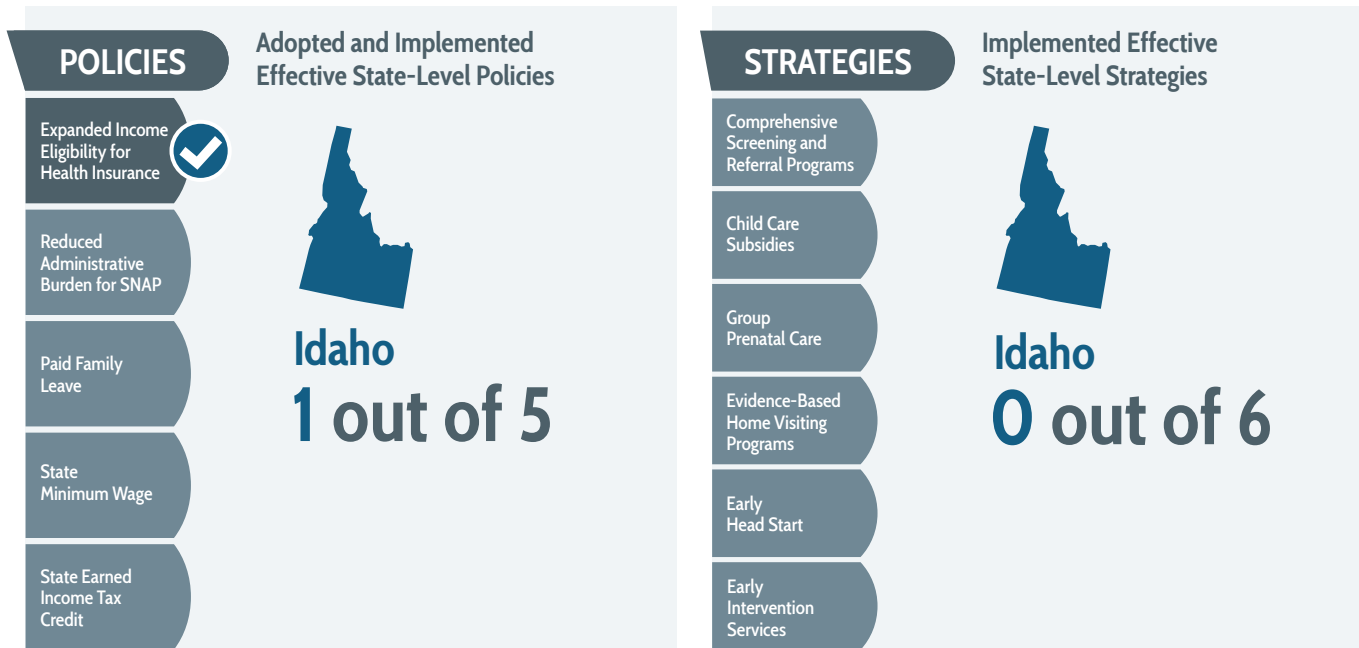 POLICIES
Adopted and Implemented
Effective State-Level Policies
Expanded Income
Eligibility for
Health Insurance
Reduced
Administrative
Burden for SNAP
Paid Family
Leave
State
Minimum Wage
State Earned
Income Tax
Credit
Idaho
1 out of 5
STRATEGIES
Implemented Effective
State-Level Strategies
Comprehensive
Screening and
Referral Programs
Child Care
Subsidies
Group
Prenatal Care
Evidence-Based
Home Visiting
Programs
Early
Head Start
Early
Intervention
Services
Idaho
0 out of 6